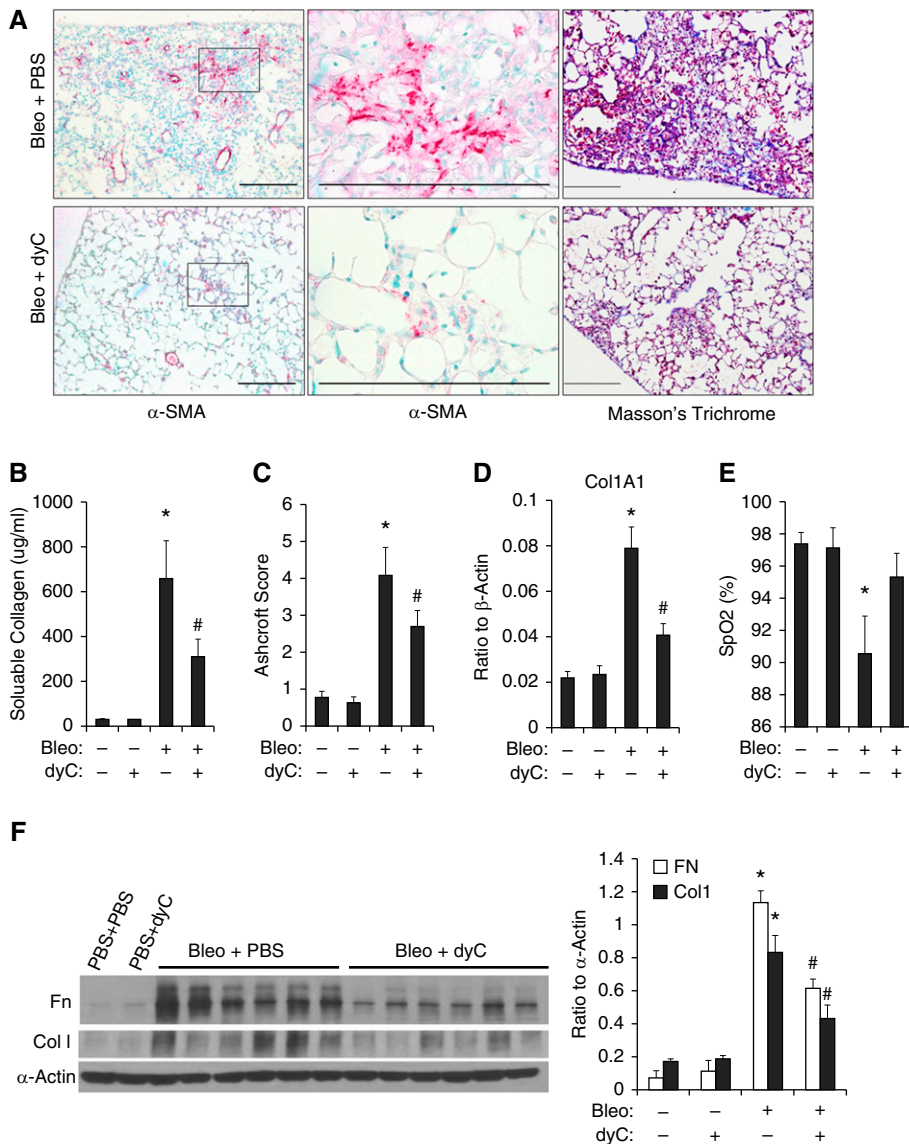 A
Bleo + PBS
Bleo + dyC
α-SMA α-SMA Masson's Trichrome
B
Soluable Collagen (ug/ml)
1000
800
600
400
200
0
*
#
Bleo: – – + +
dyC: – + – +
C
Ashcroft Score
6
5
4
3
2
1
0
*
#
Bleo: – – + +
dyC: – + – +
D
Col1A1
Ratio to β-Actin
0.1
0.08
0.06
0.04
0.02
0
*
#
Bleo: – – + +
dyC: – + – +
E
SpO2 (%)
100
98
96
94
92
90
88
86
*
Bleo: – – + +
dyC: – + – +
F
PBS+PBS
PBS+dyC
Bleo + PBS
Bleo + dyC
Fn
Col I
α-Actin
Ratio to α-Actin
1.4
1.2
1
0.8
0.6
0.4
0.2
0
FN
Col1
*
*
#
#
Bleo: – – + +
dyC: – + – +